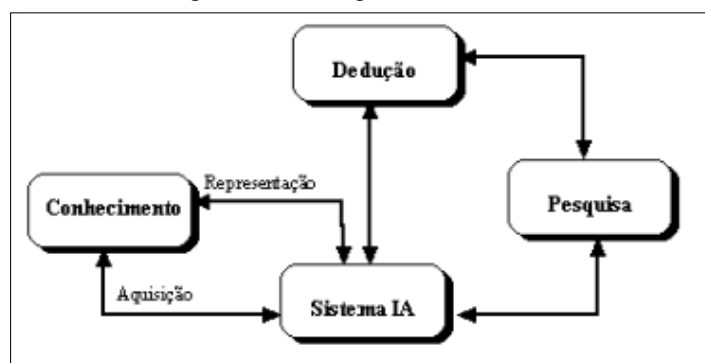 Dedução
Representação
Conhecimento
Pesquisa
Aquisição
Sistema IA